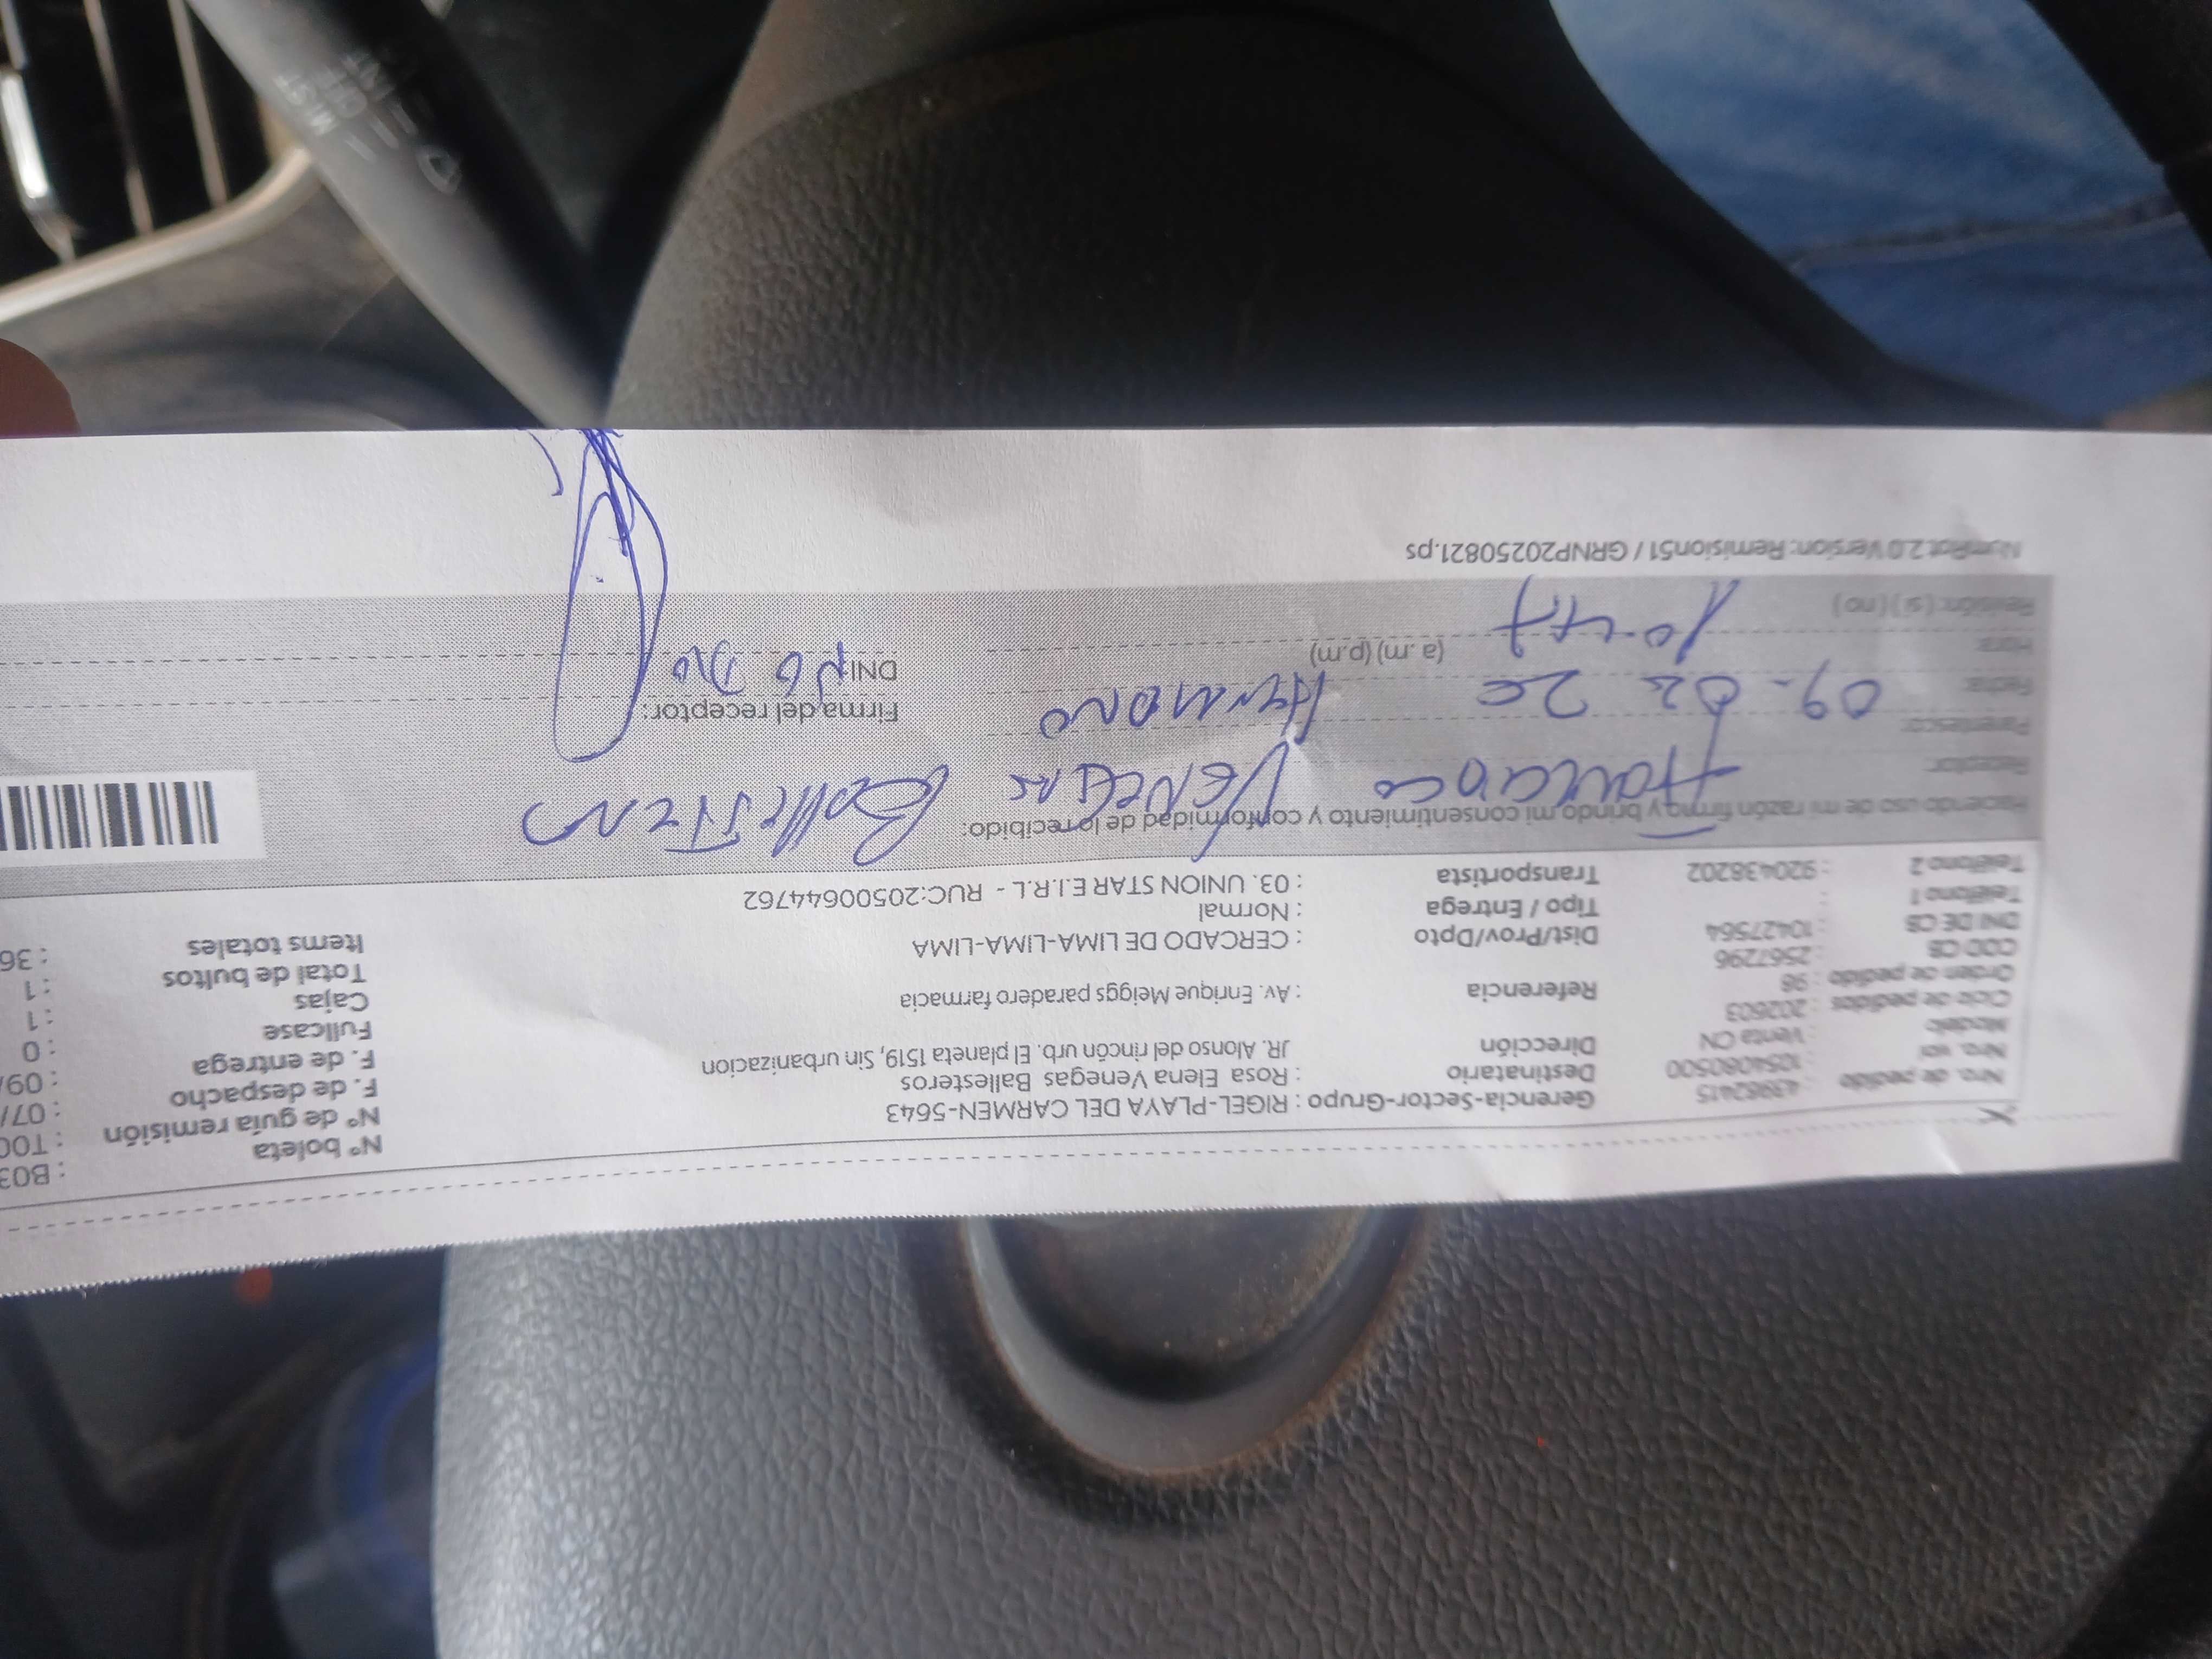 Nro. de pedido : 43982415
Nro. var : 1054080500
Modelo : Venta CN
Ciclo de pedidos : 202603
Orden de pedido : 98
COD CB : 2567296
DNI DE CB : 10427564
Teléfono 1 :
Teléfono 2 : 920438202
Gerencia-Sector-Grupo : RIGEL-PLAYA DEL CARMEN-5643
Destinatario : Rosa Elena Venegas Ballesteros
Dirección JR. Alonso del rincón urb. El planeta 1519, Sin urbanizacion
Referencia : Av. Enrique Meiggs paradero farmacia
Dist/Prov/Dpto : CERCADO DE LIMA-LIMA-LIMA
Tipo / Entrega : Normal
Transportista : 03. UNION STAR E.I.R.L - RUC:20500644762
N° boleta : B03
N° de guía remisión : T00
F. de despacho : 07/
F. de entrega : 09/
Fullcase : 0
Cajas : 1
Total de bultos : 1
Items totales : 36
Haciendo uso de mi razón firmo y brindo mi consentimiento y conformidad de lo recibido:
Receptor Francisco Venegas Ballesteros
Parentesco Hermano
Fecha 09-02 26
Hora 10-47 (a.m) (p.m)
Revisión: (s) (no)
Firma del receptor:
DNI: NO DIO
NumRot 2.0 Version: Remision51 / GRNP20250821.ps